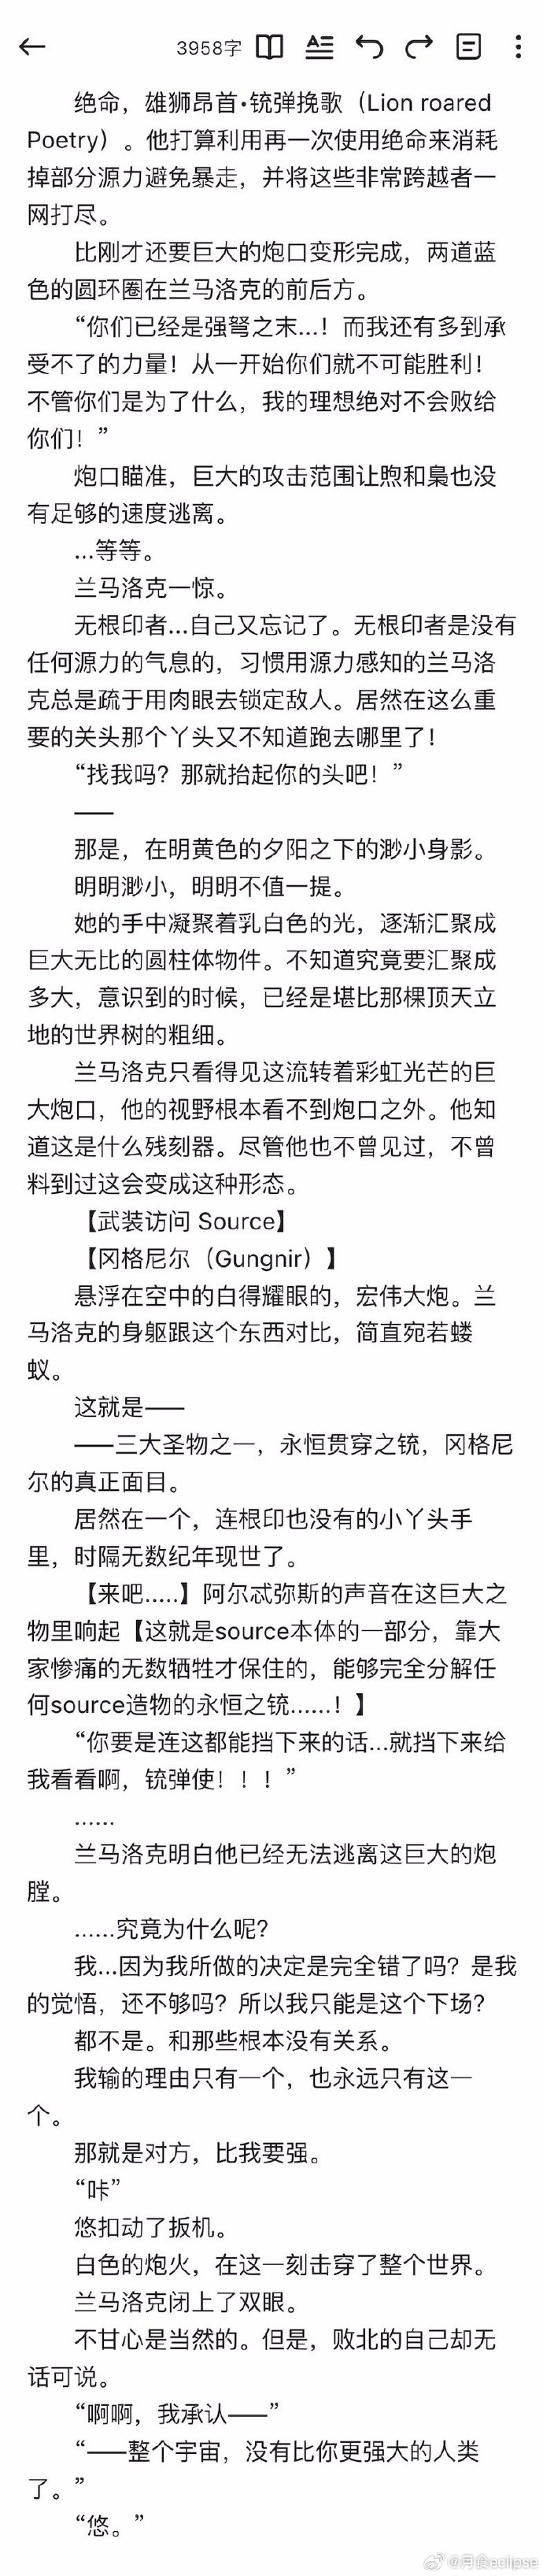 3958字
绝命，雄狮昂首•铳弹挽歌（Lion roared
Poetry）。他打算利用再一次使用绝命来消耗
掉部分源力避免暴走，并将这些非常跨越者一
网打尽。
比刚才还要巨大的炮口变形完成，两道蓝
色的圆环圈在兰马洛克的前后方。
“你们已经是强弩之末...！而我还有多到承
受不了的力量！从一开始你们就不可能胜利！
不管你们是为了什么，我的理想绝对不会败给
你们！”
炮口瞄准，巨大的攻击范围让煦和梟也没
有足够的速度逃离。
...等等。
兰马洛克一惊。
无根印者...自己又忘记了。无根印者是没有
任何源力的气息的，习惯用源力感知的兰马洛
克总是疏于用肉眼去锁定敌人。居然在这么重
要的关头那个丫头又不知道跑去哪里了！
“找我吗？那就抬起你的头吧！”
——
那是，在明黄色的夕阳之下的渺小身影。
明明渺小，明明不值一提。
她的手中凝聚着乳白色的光，逐渐汇聚成
巨大无比的圆柱体物件。不知道究竟要汇聚成
多大，意识到的时候，已经是堪比那棵顶天立
地的世界树的粗细。
兰马洛克只看得见这流转着彩虹光芒的巨
大炮口，他的视野根本看不到炮口之外。他知
道这是什么残刻器。尽管他也不曾见过，不曾
料到过这会变成这种形态。
【武装访问 Source】
【冈格尼尔（Gungnir）】
悬浮在空中的白得耀眼的，宏伟大炮。兰
马洛克的身躯跟这个东西对比，简直宛若蝼
蚁。
这就是——
——三大圣物之一，永恒贯穿之铳，冈格尼
尔的真正面目。
居然在一个，连根印也没有的小丫头手
里，时隔无数纪年现世了。
【来吧.....】阿尔忒弥斯的声音在这巨大之
物里响起【这就是source本体的一部分，靠大
家惨痛的无数牺牲才保住的，能够完全分解任
何source造物的永恒之铳......！】
“你要是连这都能挡下来的话...就挡下来给
我看看啊，铳弹使！！！”
......
兰马洛克明白他已经无法逃离这巨大的炮
膛。
......究竟为什么呢？
我...因为我所做的决定是完全错了吗？是我
的觉悟，还不够吗？所以我只能是这个下场？
都不是。和那些根本没有关系。
我输的理由只有一个，也永远只有这一
个。
那就是对方，比我要强。
“咔”
悠扣动了扳机。
白色的炮火，在这一刻击穿了整个世界。
兰马洛克闭上了双眼。
不甘心是当然的。但是，败北的自己却无
话可说。
“啊啊，我承认——”
“——整个宇宙，没有比你更强大的人类
了。”
“悠。”
@月食eclipse